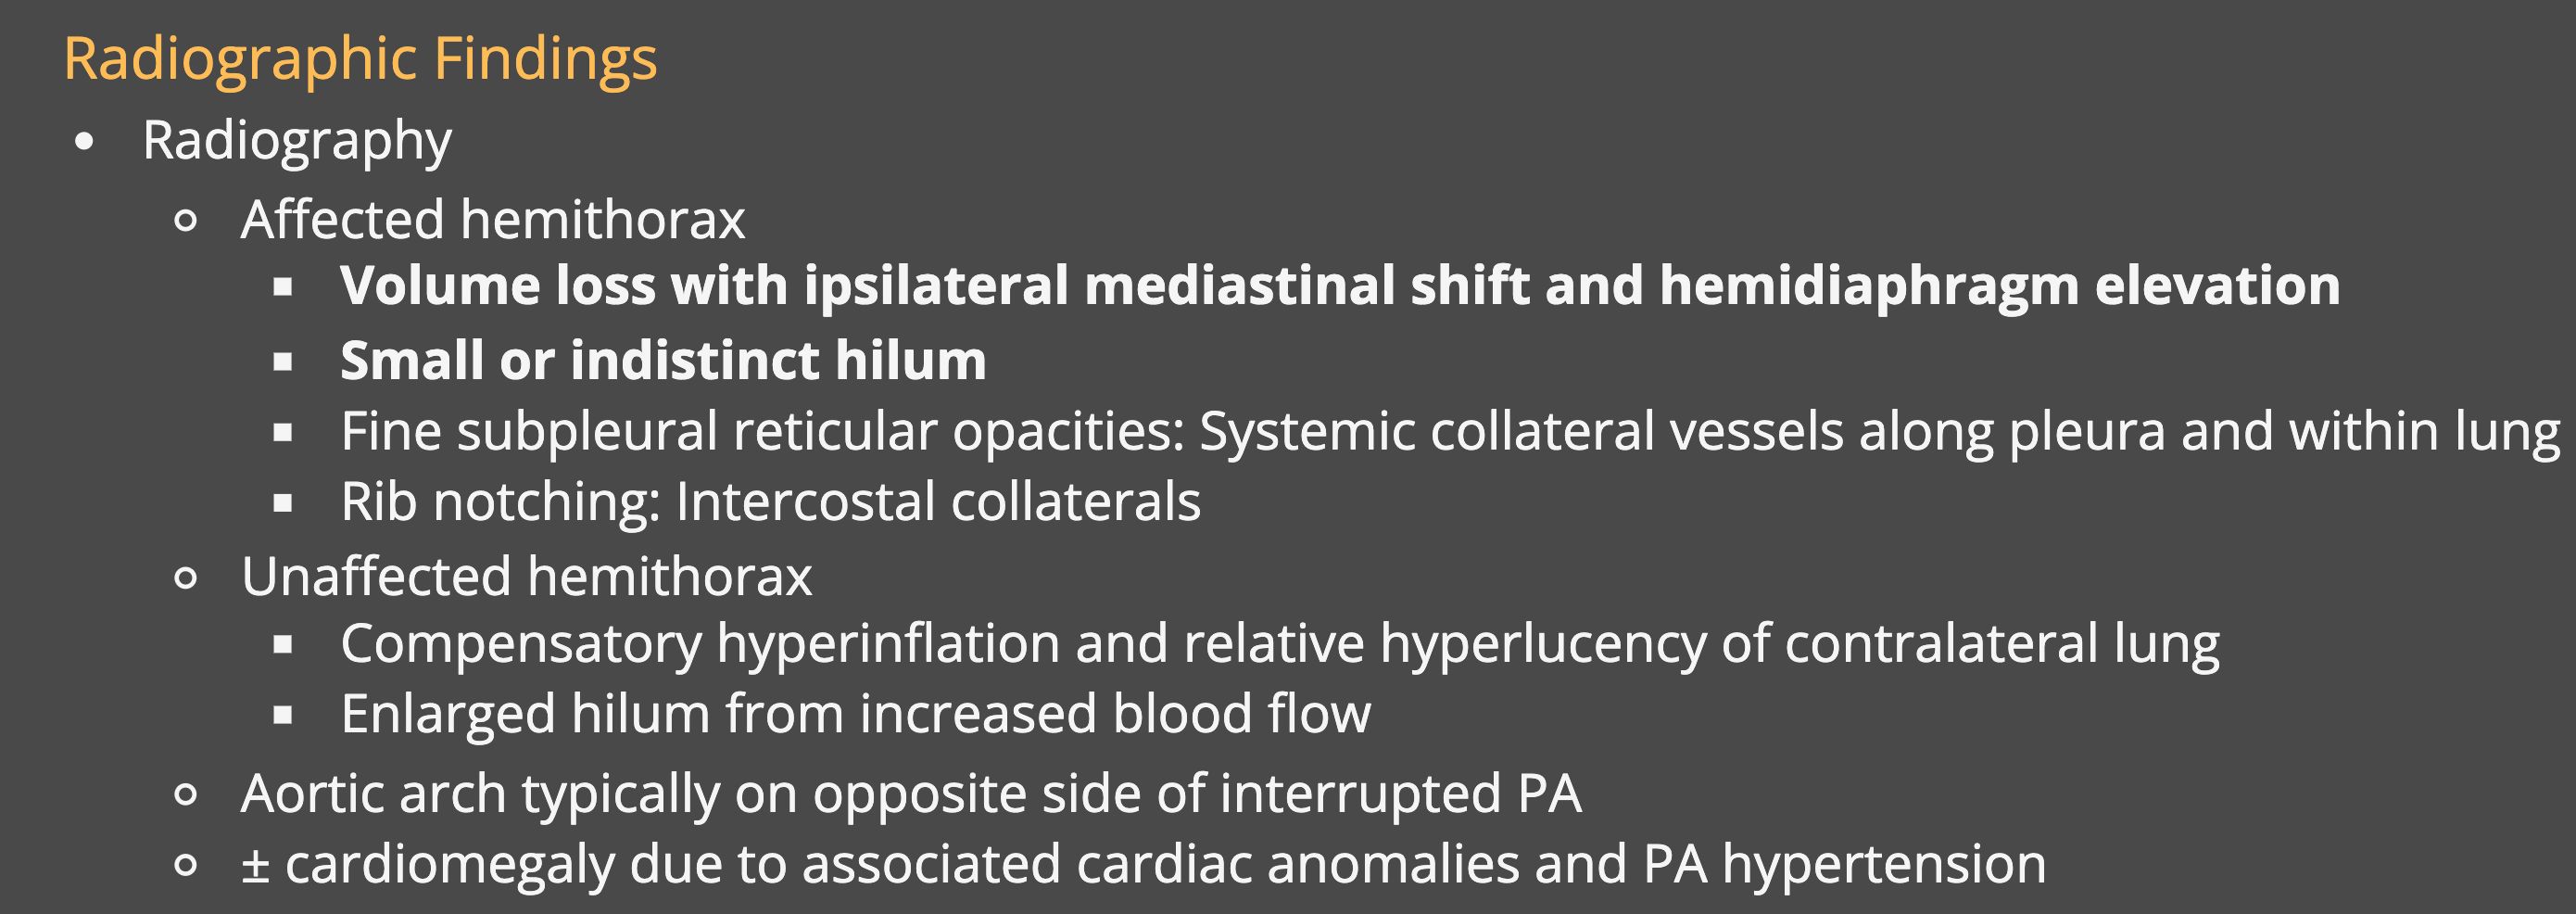 Radiographic Findings
• Radiography
○ Affected hemithorax
▪ Volume loss with ipsilateral mediastinal shift and hemidiaphragm elevation
▪ Small or indistinct hilum
▪ Fine subpleural reticular opacities: Systemic collateral vessels along pleura and within lung
▪ Rib notching: Intercostal collaterals
○ Unaffected hemithorax
▪ Compensatory hyperinflation and relative hyperlucency of contralateral lung
▪ Enlarged hilum from increased blood flow
○ Aortic arch typically on opposite side of interrupted PA
○ ± cardiomegaly due to associated cardiac anomalies and PA hypertension